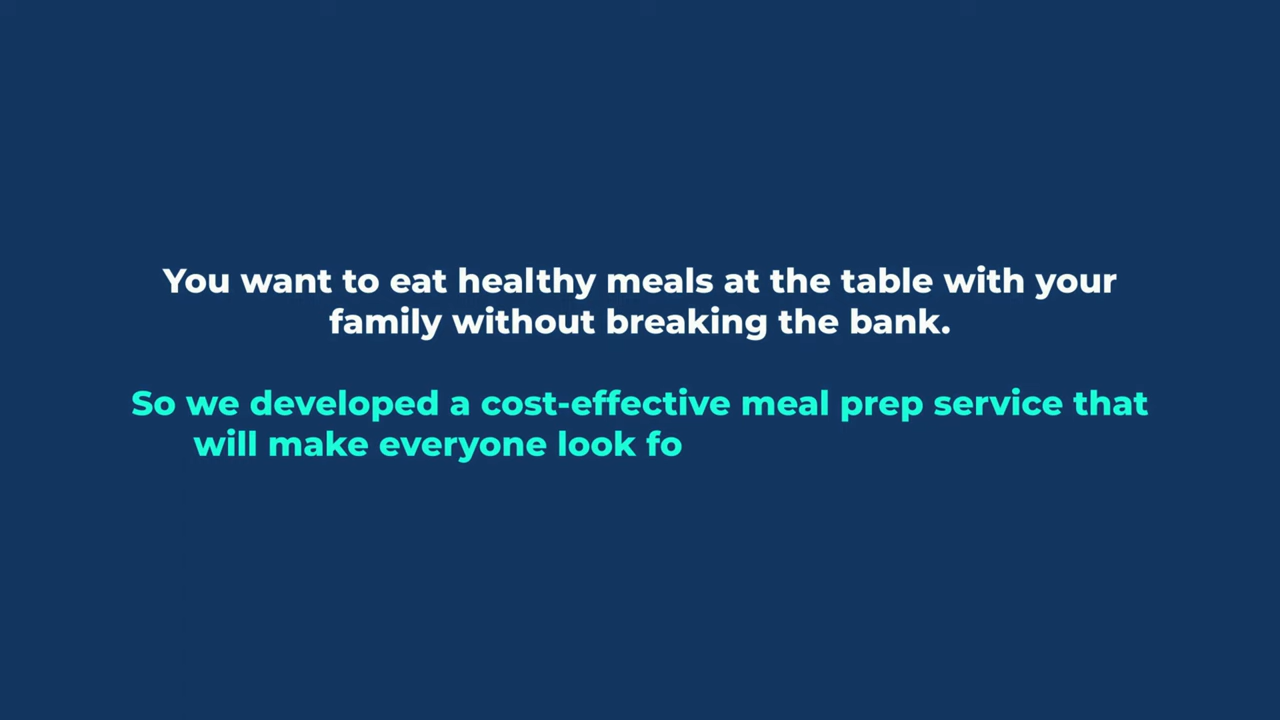 You want to eat healthy meals at the table with your
family without breaking the bank.
So we developed a cost-effective meal prep service that
will make everyone look fo